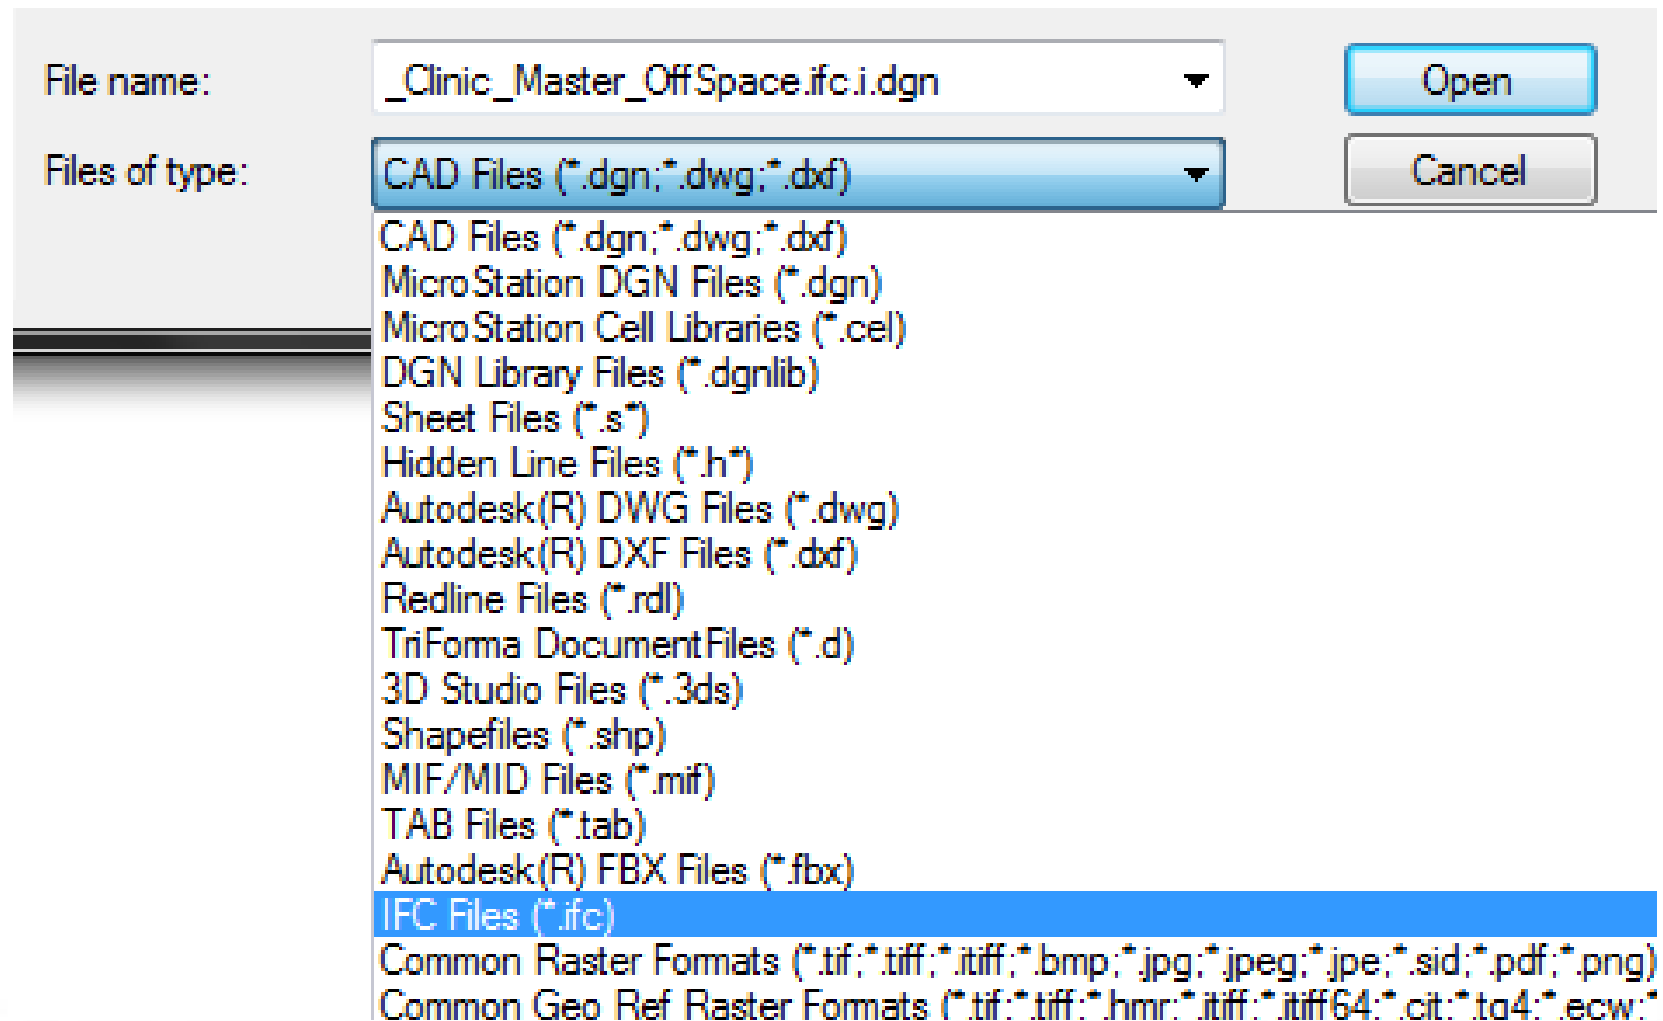 File name: _Clinic_Master_OffSpace.ifc.i.dgn Open
Files of type: CAD Files (*.dgn;*.dwg;*.dxf) Cancel
CAD Files (*.dgn;*.dwg;*.dxf)
MicroStation DGN Files (*.dgn)
MicroStation Cell Libraries (*.cel)
DGN Library Files (*.dgnlib)
Sheet Files (*.s*)
Hidden Line Files (*.h*)
Autodesk(R) DWG Files (*.dwg)
Autodesk(R) DXF Files (*.dxf)
Redline Files (*.rdl)
TriForma DocumentFiles (*.d)
3D Studio Files (*.3ds)
Shapefiles (*.shp)
MIF/MID Files (*.mif)
TAB Files (*.tab)
Autodesk(R) FBX Files (*.fbx)
IFC Files (*.ifc)
Common Raster Formats (*.tif;*.tiff;*.itiff;*.bmp;*.jpg;*.jpeg;*.jpe;*.sid;*.pdf;*.png)
Common Geo Ref Raster Formats (*.tif;*.tiff;*.hmr;*.itiff;*.itiff64;*.cit;*.tg4;*.ecw;*